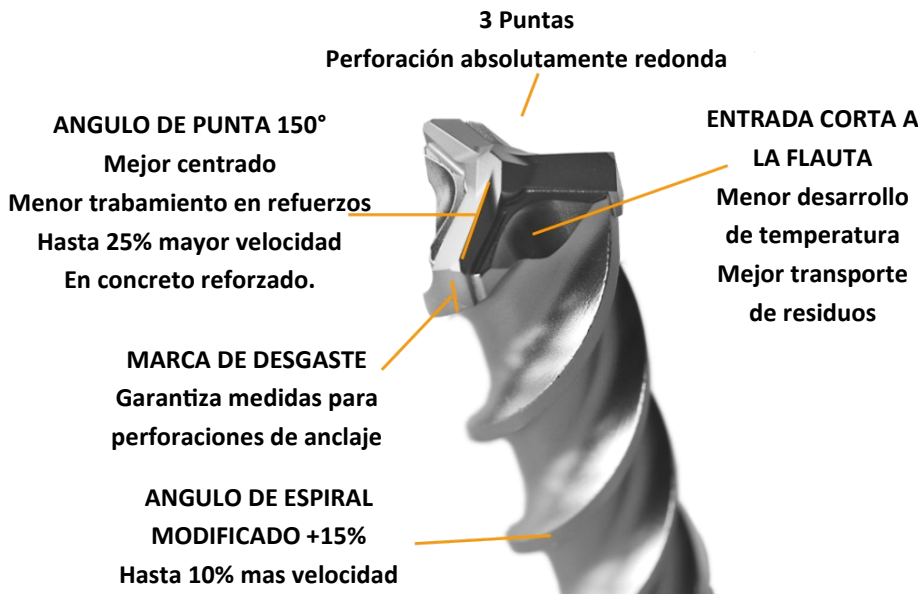 3 Puntas
Perforación absolutamente redonda
ANGULO DE PUNTA 150°
Mejor centrado
Menor trabamiento en refuerzos
Hasta 25% mayor velocidad
En concreto reforzado.
ENTRADA CORTA A
LA FLAUTA
Menor desarrollo
de temperatura
Mejor transporte
de residuos
MARCA DE DESGASTE
Garantiza medidas para
perforaciones de anclaje
ANGULO DE ESPIRAL
MODIFICADO +15%
Hasta 10% mas velocidad